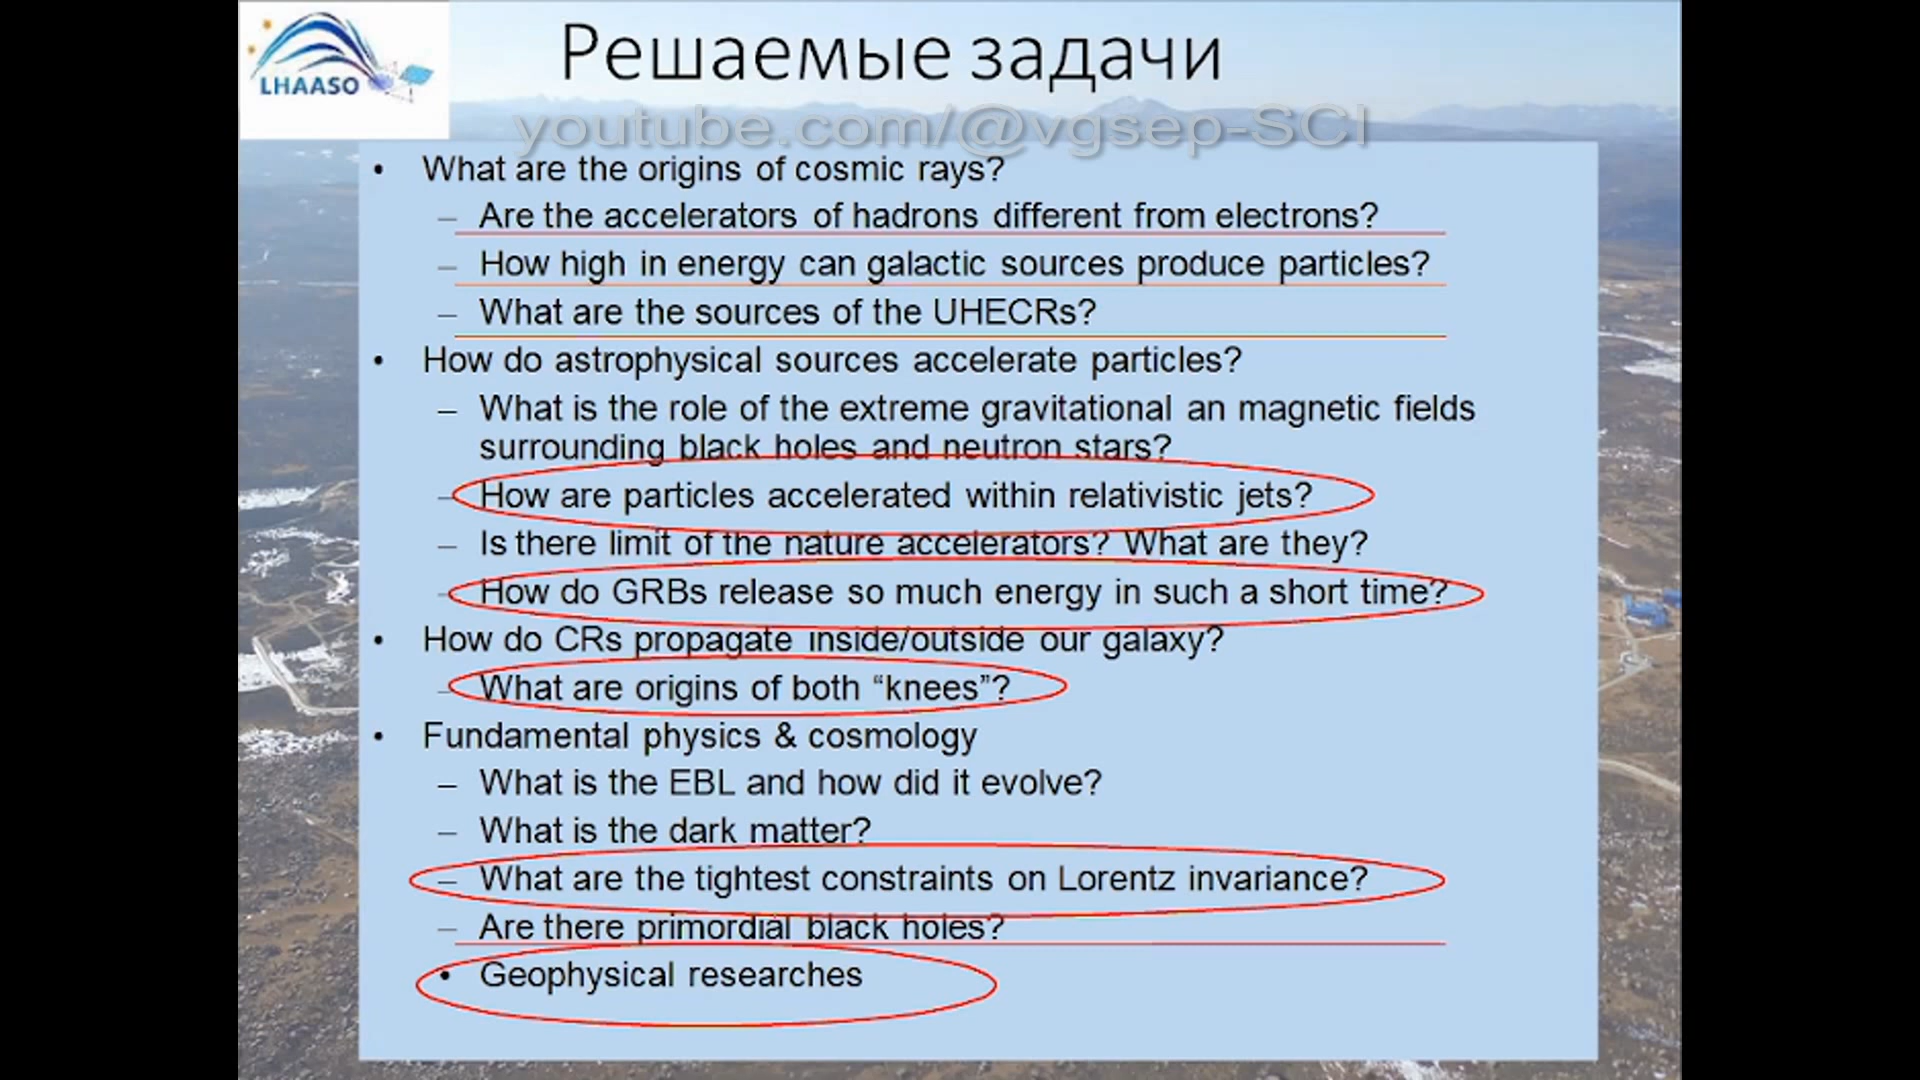 LHAASO
Решаемые задачи
youtube.com/@vgsep-SCI
• What are the origins of cosmic rays?
– Are the accelerators of hadrons different from electrons?
– How high in energy can galactic sources produce particles?
– What are the sources of the UHECRs?
• How do astrophysical sources accelerate particles?
– What is the role of the extreme gravitational an magnetic fields
surrounding black holes and neutron stars?
– How are particles accelerated within relativistic jets?
– Is there limit of the nature accelerators? What are they?
– How do GRBs release so much energy in such a short time?
• How do CRs propagate inside/outside our galaxy?
– What are origins of both “knees”?
• Fundamental physics & cosmology
– What is the EBL and how did it evolve?
– What is the dark matter?
– What are the tightest constraints on Lorentz invariance?
– Are there primordial black holes?
• Geophysical researches